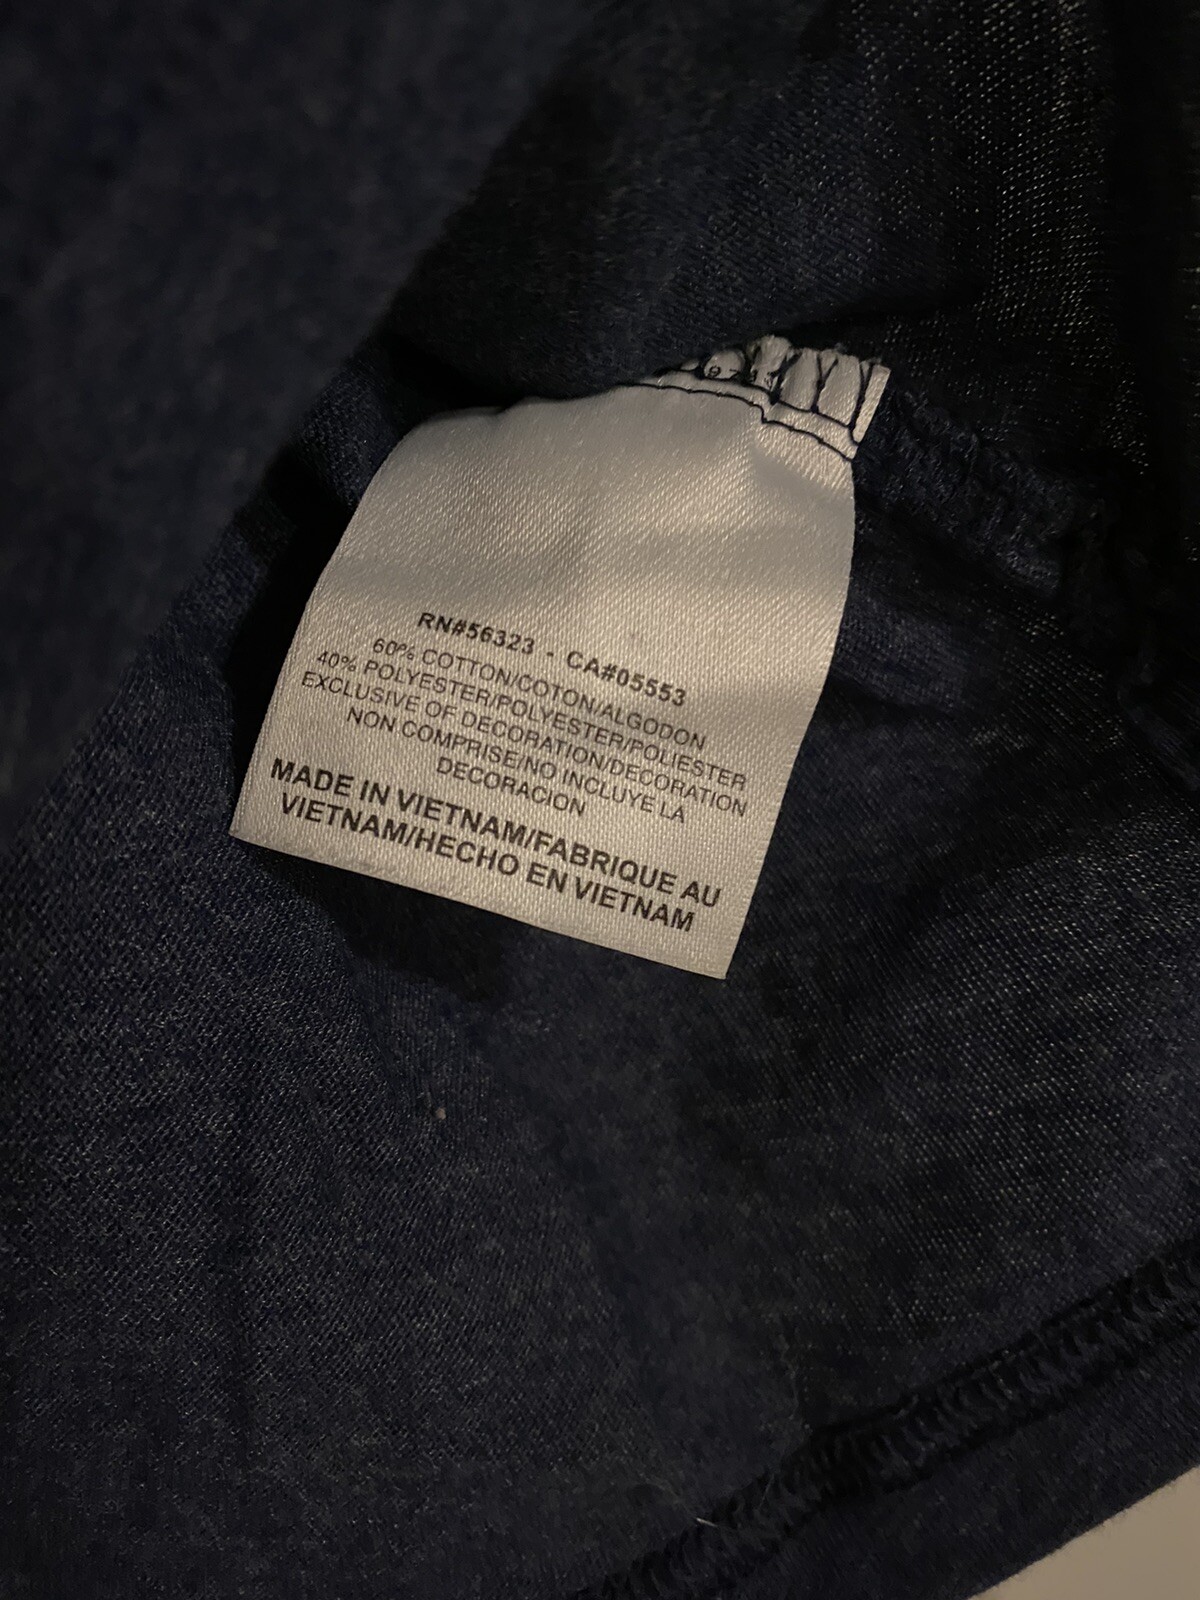 RN#56323 - CA#05553
60% COTTON/COTON/ALGODON
40% POLYESTER/POLYESTER/POLIESTER
EXCLUSIVE OF DECORATION/DECORATION
NON COMPRISE/NO INCLUYE LA
DECORACION
MADE IN VIETNAM/FABRIQUE AU
VIETNAM/HECHO EN VIETNAM